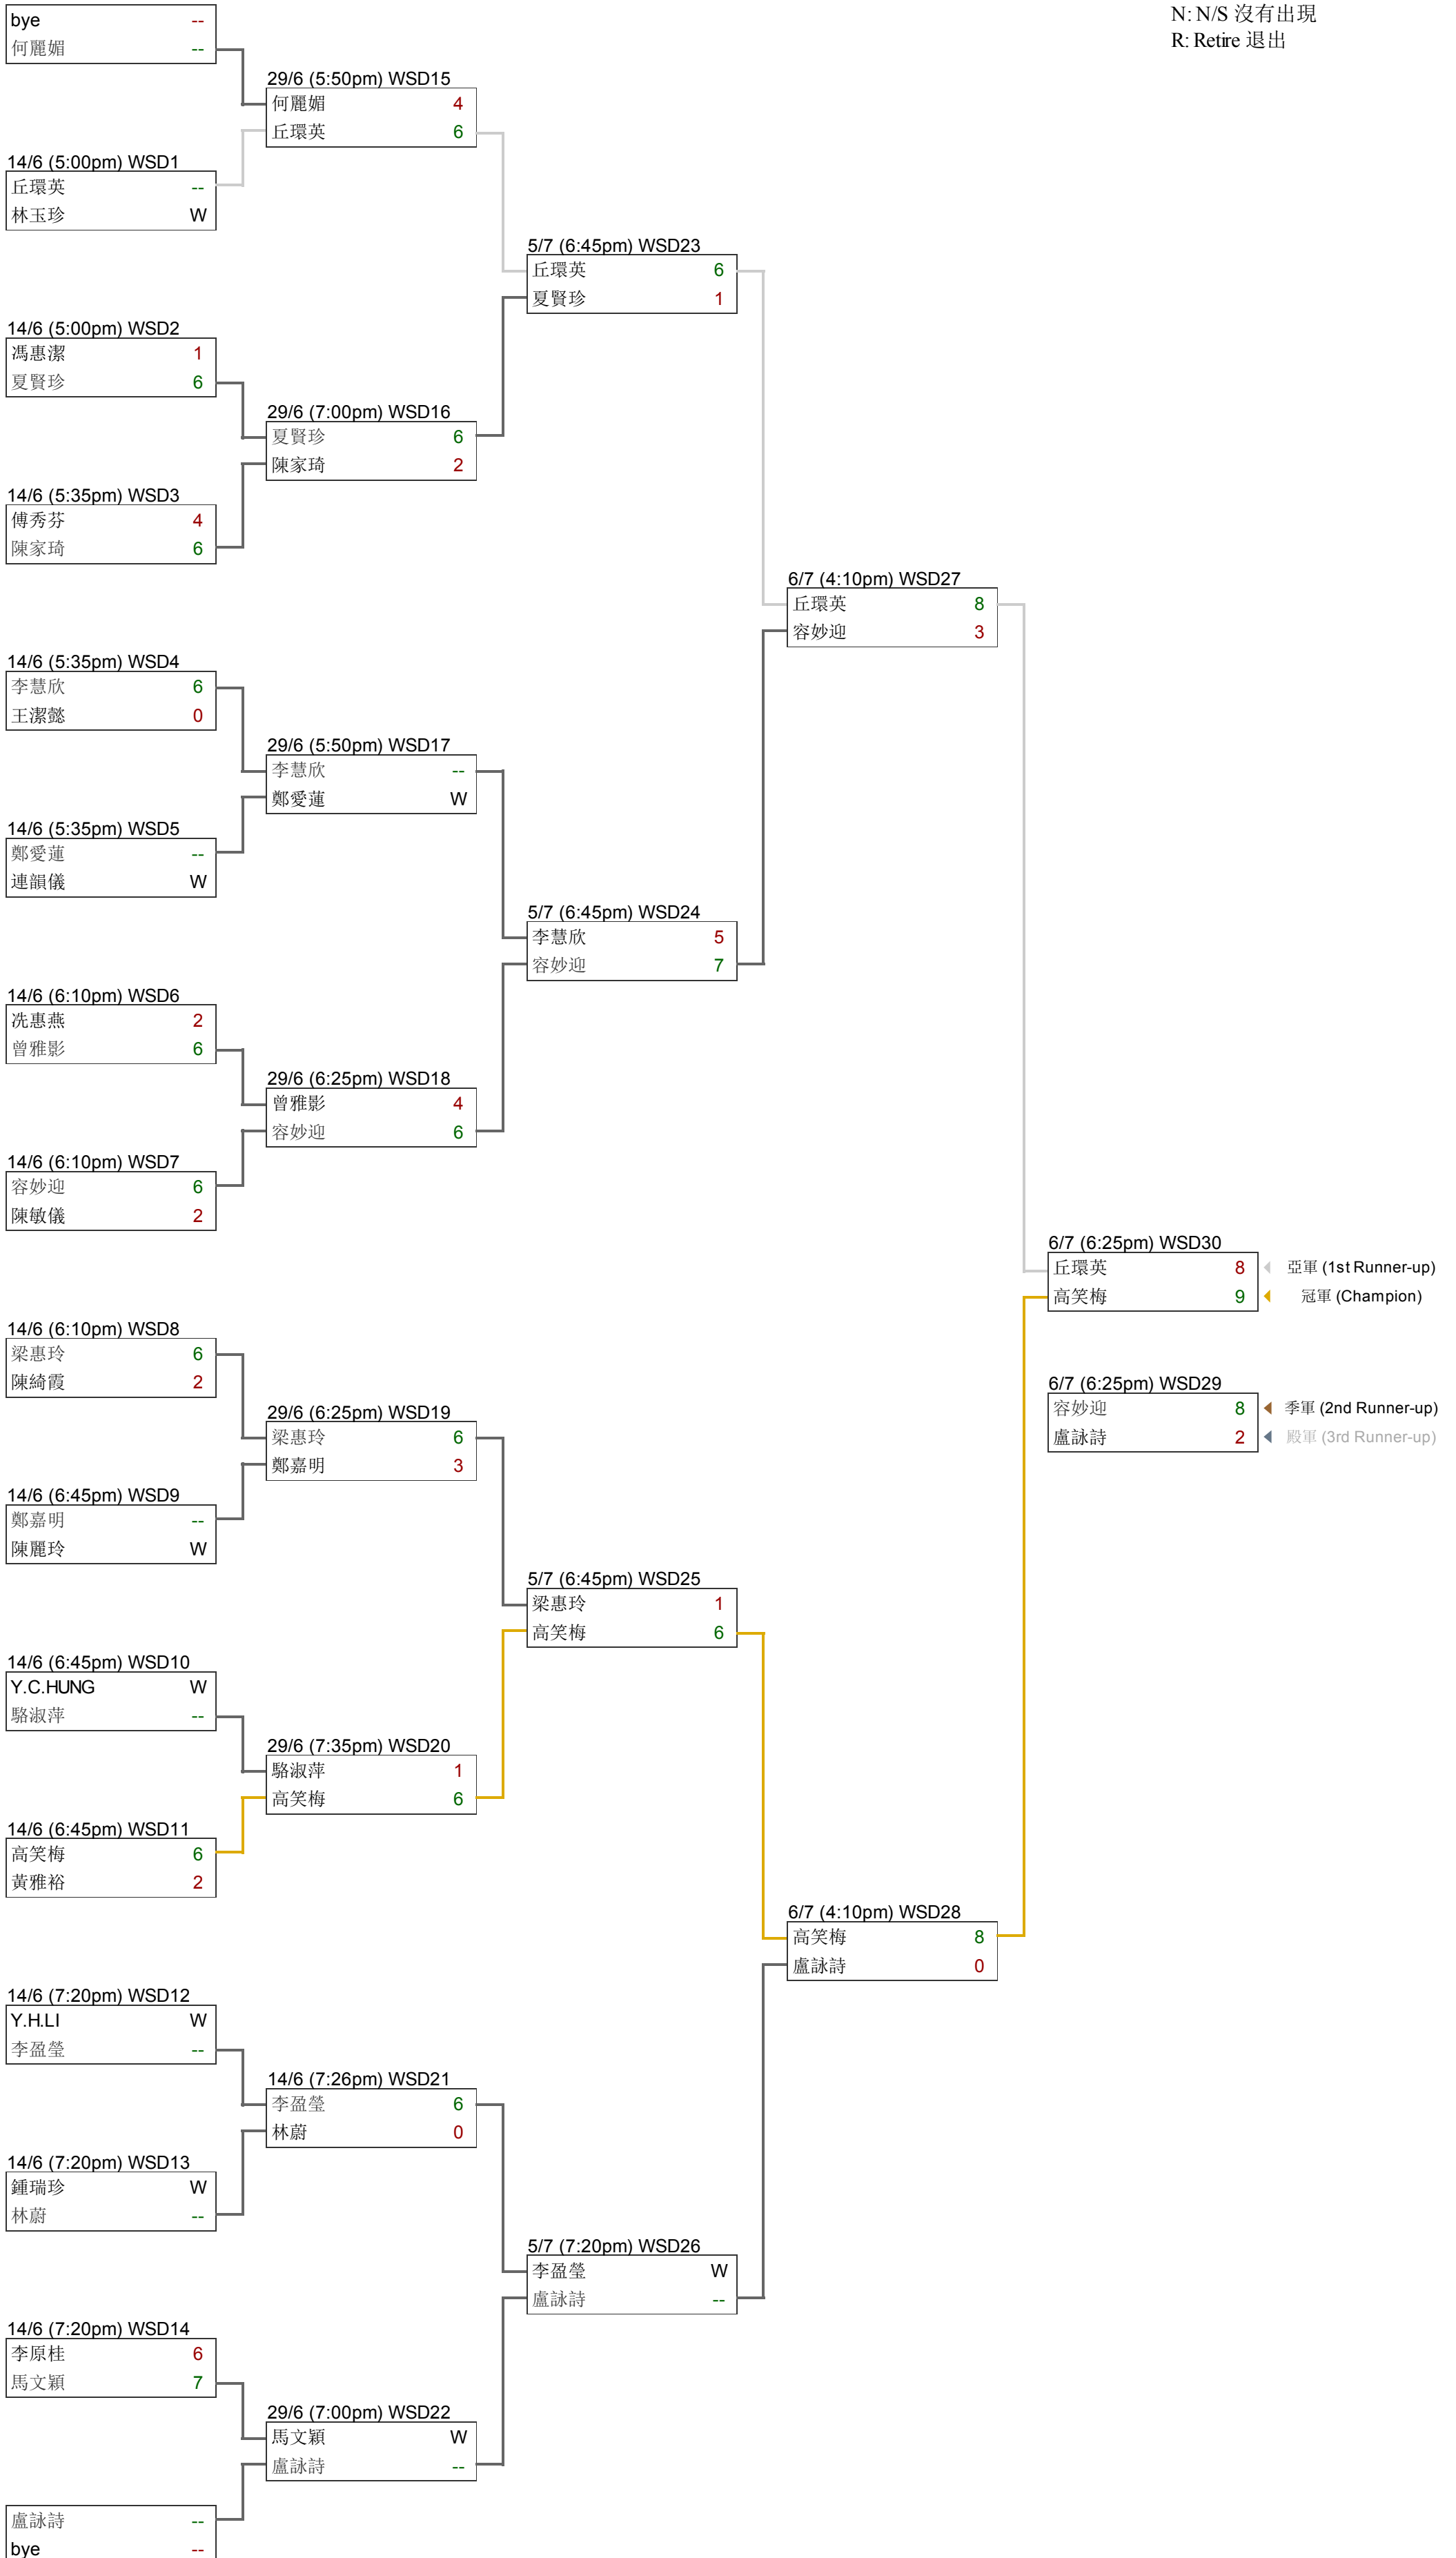 N: N/S 沒有出現
R: Retire 退出
bye --
何麗媚 --
29/6 (5:50pm) WSD15
何麗媚 4
丘環英 6
14/6 (5:00pm) WSD1
丘環英 --
林玉珍 W
5/7 (6:45pm) WSD23
丘環英 6
夏賢珍 1
14/6 (5:00pm) WSD2
馮惠潔 1
夏賢珍 6
29/6 (7:00pm) WSD16
夏賢珍 6
陳家琦 2
14/6 (5:35pm) WSD3
傅秀芬 4
陳家琦 6
6/7 (4:10pm) WSD27
丘環英 8
容妙迎 3
14/6 (5:35pm) WSD4
李慧欣 6
王潔懿 0
29/6 (5:50pm) WSD17
李慧欣 --
鄭愛蓮 W
14/6 (5:35pm) WSD5
鄭愛蓮 --
連韻儀 W
5/7 (6:45pm) WSD24
李慧欣 5
容妙迎 7
14/6 (6:10pm) WSD6
冼惠燕 2
曾雅影 6
29/6 (6:25pm) WSD18
曾雅影 4
容妙迎 6
14/6 (6:10pm) WSD7
容妙迎 6
陳敏儀 2
6/7 (6:25pm) WSD30
丘環英 8 亞軍 (1st Runner-up)
高笑梅 9 冠軍 (Champion)
14/6 (6:10pm) WSD8
梁惠玲 6
陳綺霞 2
6/7 (6:25pm) WSD29
容妙迎 8 季軍 (2nd Runner-up)
盧詠詩 2 殿軍 (3rd Runner-up)
29/6 (6:25pm) WSD19
梁惠玲 6
鄭嘉明 3
14/6 (6:45pm) WSD9
鄭嘉明 --
陳麗玲 W
5/7 (6:45pm) WSD25
梁惠玲 1
高笑梅 6
14/6 (6:45pm) WSD10
Y.C.HUNG W
駱淑萍 --
29/6 (7:35pm) WSD20
駱淑萍 1
高笑梅 6
14/6 (6:45pm) WSD11
高笑梅 6
黃雅裕 2
6/7 (4:10pm) WSD28
高笑梅 8
盧詠詩 0
14/6 (7:20pm) WSD12
Y.H.LI W
李盈瑩 --
14/6 (7:26pm) WSD21
李盈瑩 6
林蔚 0
14/6 (7:20pm) WSD13
鍾瑞珍 W
林蔚 --
5/7 (7:20pm) WSD26
李盈瑩 W
盧詠詩 --
14/6 (7:20pm) WSD14
李原桂 6
馬文穎 7
29/6 (7:00pm) WSD22
馬文穎 W
盧詠詩 --
盧詠詩 --
bye --